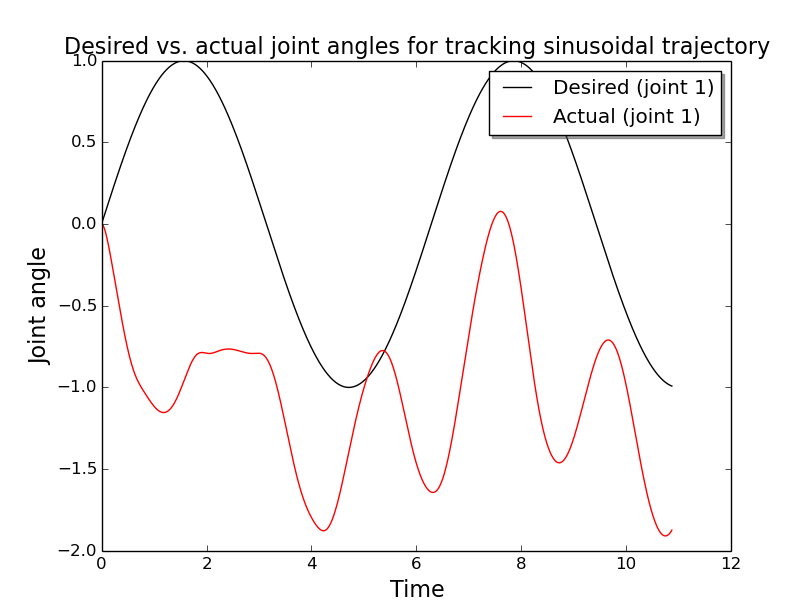 Desired vs. actual joint angles for tracking sinusoidal trajectory
1.0
Desired (joint 1)
Actual (joint 1)
0.5
0.0
Joint angle
−0.5
−1.0
−1.5
−2.0
0 2 4 6 8 10 12
Time